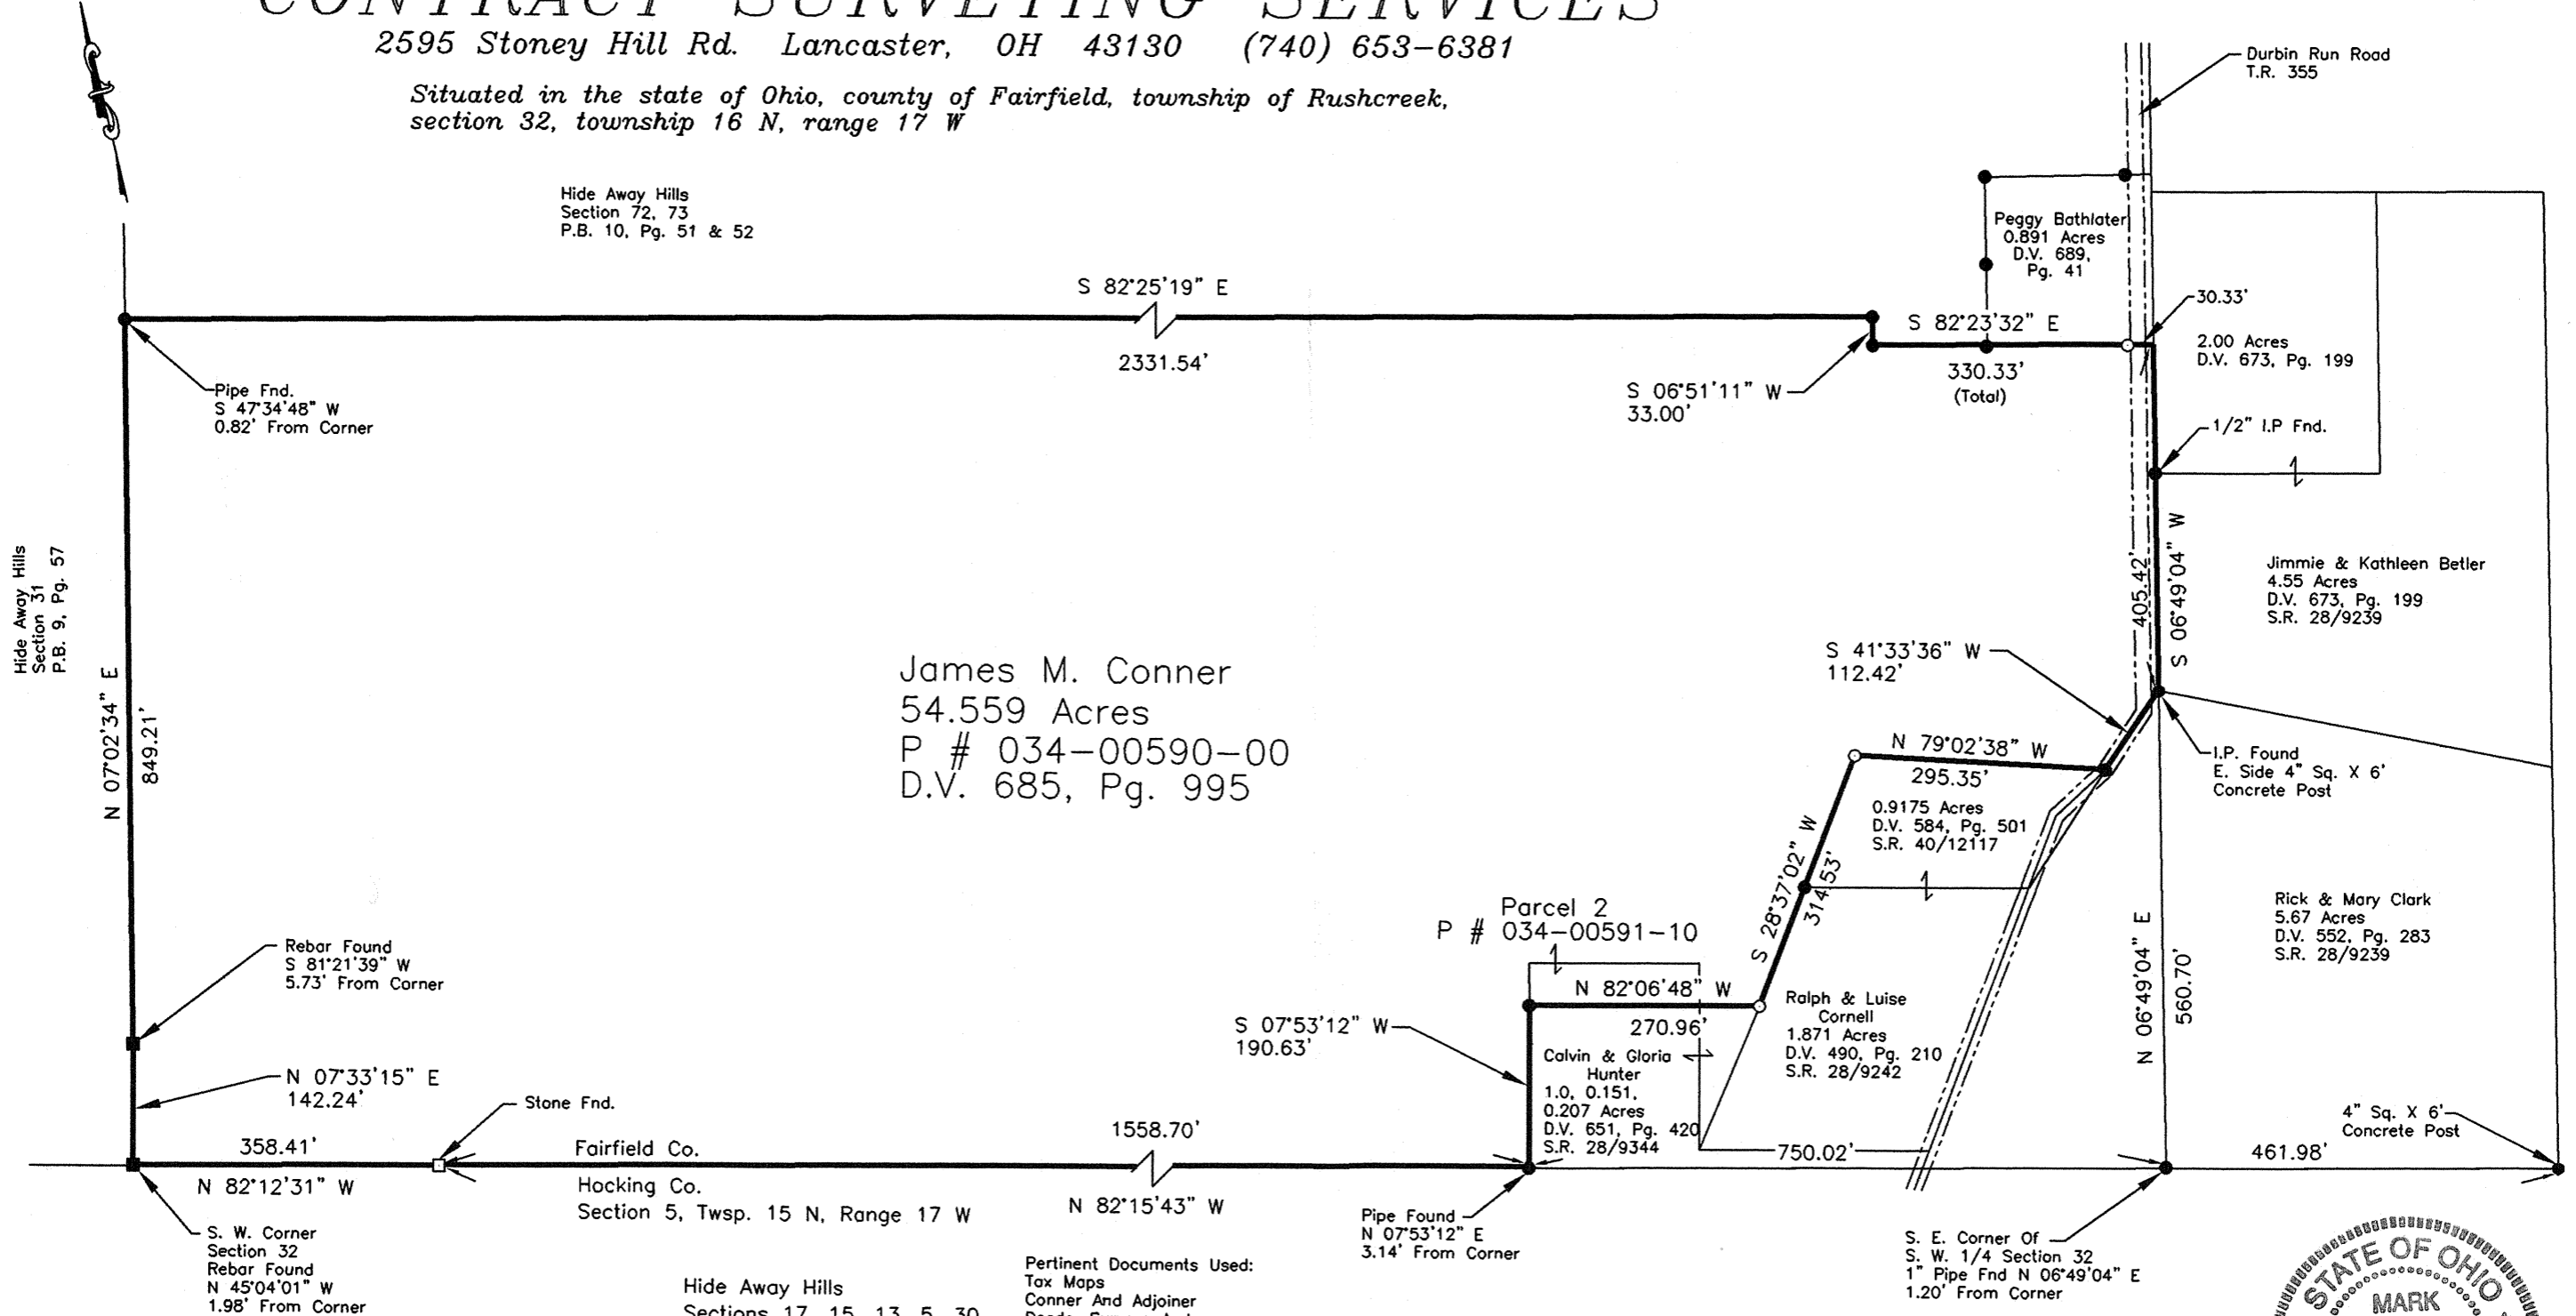 CONTRACT SURVEYING SERVICES
2595 Stoney Hill Rd. Lancaster, OH 43130 (740) 653-6381
Situated in the state of Ohio, county of Fairfield, township of Rushcreek,
section 32, township 16 N, range 17 W
Durbin Run Road
T.R. 355
Hide Away Hills
Section 72, 73
P.B. 10, Pg. 51 & 52
Peggy Bathlater
0.891 Acres
D.V. 689,
Pg. 41
S 82°25'19" E
2331.54'
S 82°23'32" E
330.33'
(Total)
30.33'
2.00 Acres
D.V. 673, Pg. 199
S 06°51'11" W
33.00'
Pipe Fnd.
S 47°34'48" W
0.82' From Corner
1/2" I.P Fnd.
Hide Away Hills
Section 31
P.B. 9, Pg. 57
N 07°02'34" E
849.21'
405.42'
S 06°49'04" W
Jimmie & Kathleen Betler
4.55 Acres
D.V. 673, Pg. 199
S.R. 28/9239
S 41°33'36" W
112.42'
James M. Conner
54.559 Acres
P # 034-00590-00
D.V. 685, Pg. 995
N 79°02'38" W
295.35'
0.9175 Acres
D.V. 584, Pg. 501
S.R. 40/12117
I.P. Found
E. Side 4" Sq. X 6'
Concrete Post
S 28°37'02" W
314.53'
Parcel 2
P # 034-00591-10
Rick & Mary Clark
5.67 Acres
D.V. 552, Pg. 283
S.R. 28/9239
N 06°49'04" E
560.70'
Rebar Found
S 81°21'39" W
5.73' From Corner
N 82°06'48" W
270.96'
Ralph & Luise
Cornell
1.871 Acres
D.V. 490, Pg. 210
S.R. 28/9242
S 07°53'12" W
190.63'
Calvin & Gloria
Hunter
1.0, 0.151,
0.207 Acres
D.V. 651, Pg. 420
S.R. 28/9344
N 07°33'15" E
142.24'
Stone Fnd.
4" Sq. X 6'
Concrete Post
358.41'
Fairfield Co.
1558.70'
750.02'
461.98'
N 82°12'31" W
Hocking Co.
Section 5, Twsp. 15 N, Range 17 W
N 82°15'43" W
S. W. Corner
Section 32
Rebar Found
N 45°04'01" W
1.98' From Corner
Pipe Found
N 07°53'12" E
3.14' From Corner
S. E. Corner Of
S. W. 1/4 Section 32
1" Pipe Fnd N 06°49'04" E
1.20' From Corner
Hide Away Hills
Sections 17, 15, 13, 5, 30
Pertinent Documents Used:
Tax Maps
Conner And Adjoiner
STATE OF OHIO
MARK